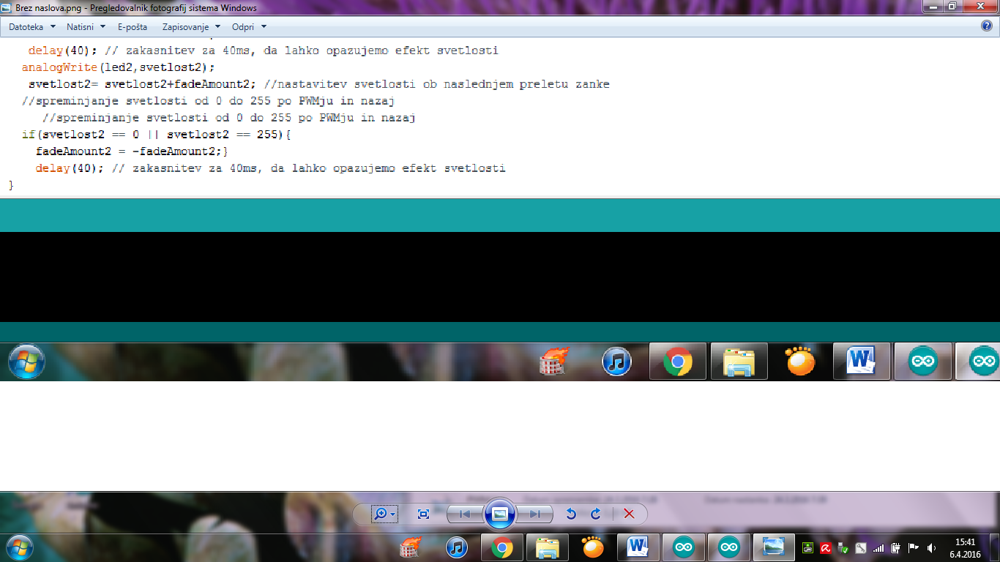 Brez naslova.png - Pregledovalnik fotografij sistema Windows
Datoteka Natisni E-pošta Zapisovanje Odpri
delay(40); // zakasnitev za 40ms, da lahko opazujemo efekt svetlosti
analogWrite(led2,svetlost2);
svetlost2= svetlost2+fadeAmount2; //nastavitev svetlosti ob naslednjem preletu zanke
//spreminjanje svetlosti od 0 do 255 po PWMju in nazaj
//spreminjanje svetlosti od 0 do 255 po PWMju in nazaj
if(svetlost2 == 0 || svetlost2 == 255){
fadeAmount2 = -fadeAmount2;}
delay(40); // zakasnitev za 40ms, da lahko opazujemo efekt svetlosti
}
15:41
6.4.2016